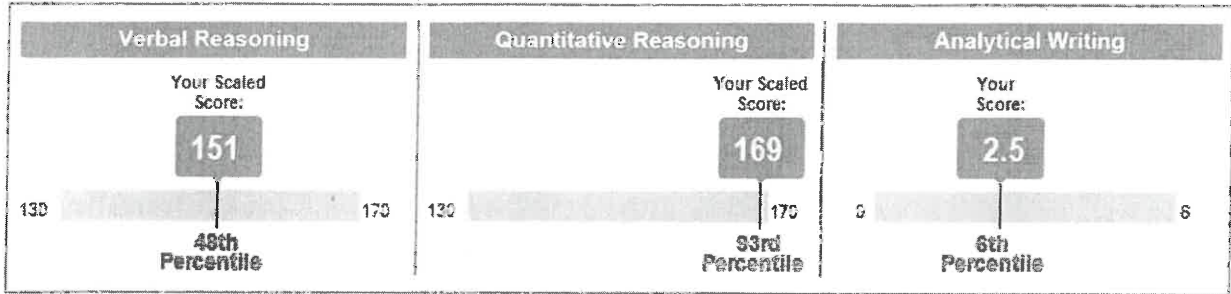 Verbal Reasoning
Your Scaled
Score:
151
130
170
48th
Percentile
Quantitative Reasoning
Your Scaled
Score:
169
130
170
93rd
Percentile
Analytical Writing
Your
Score:
2.5
0
6
6th
Percentile